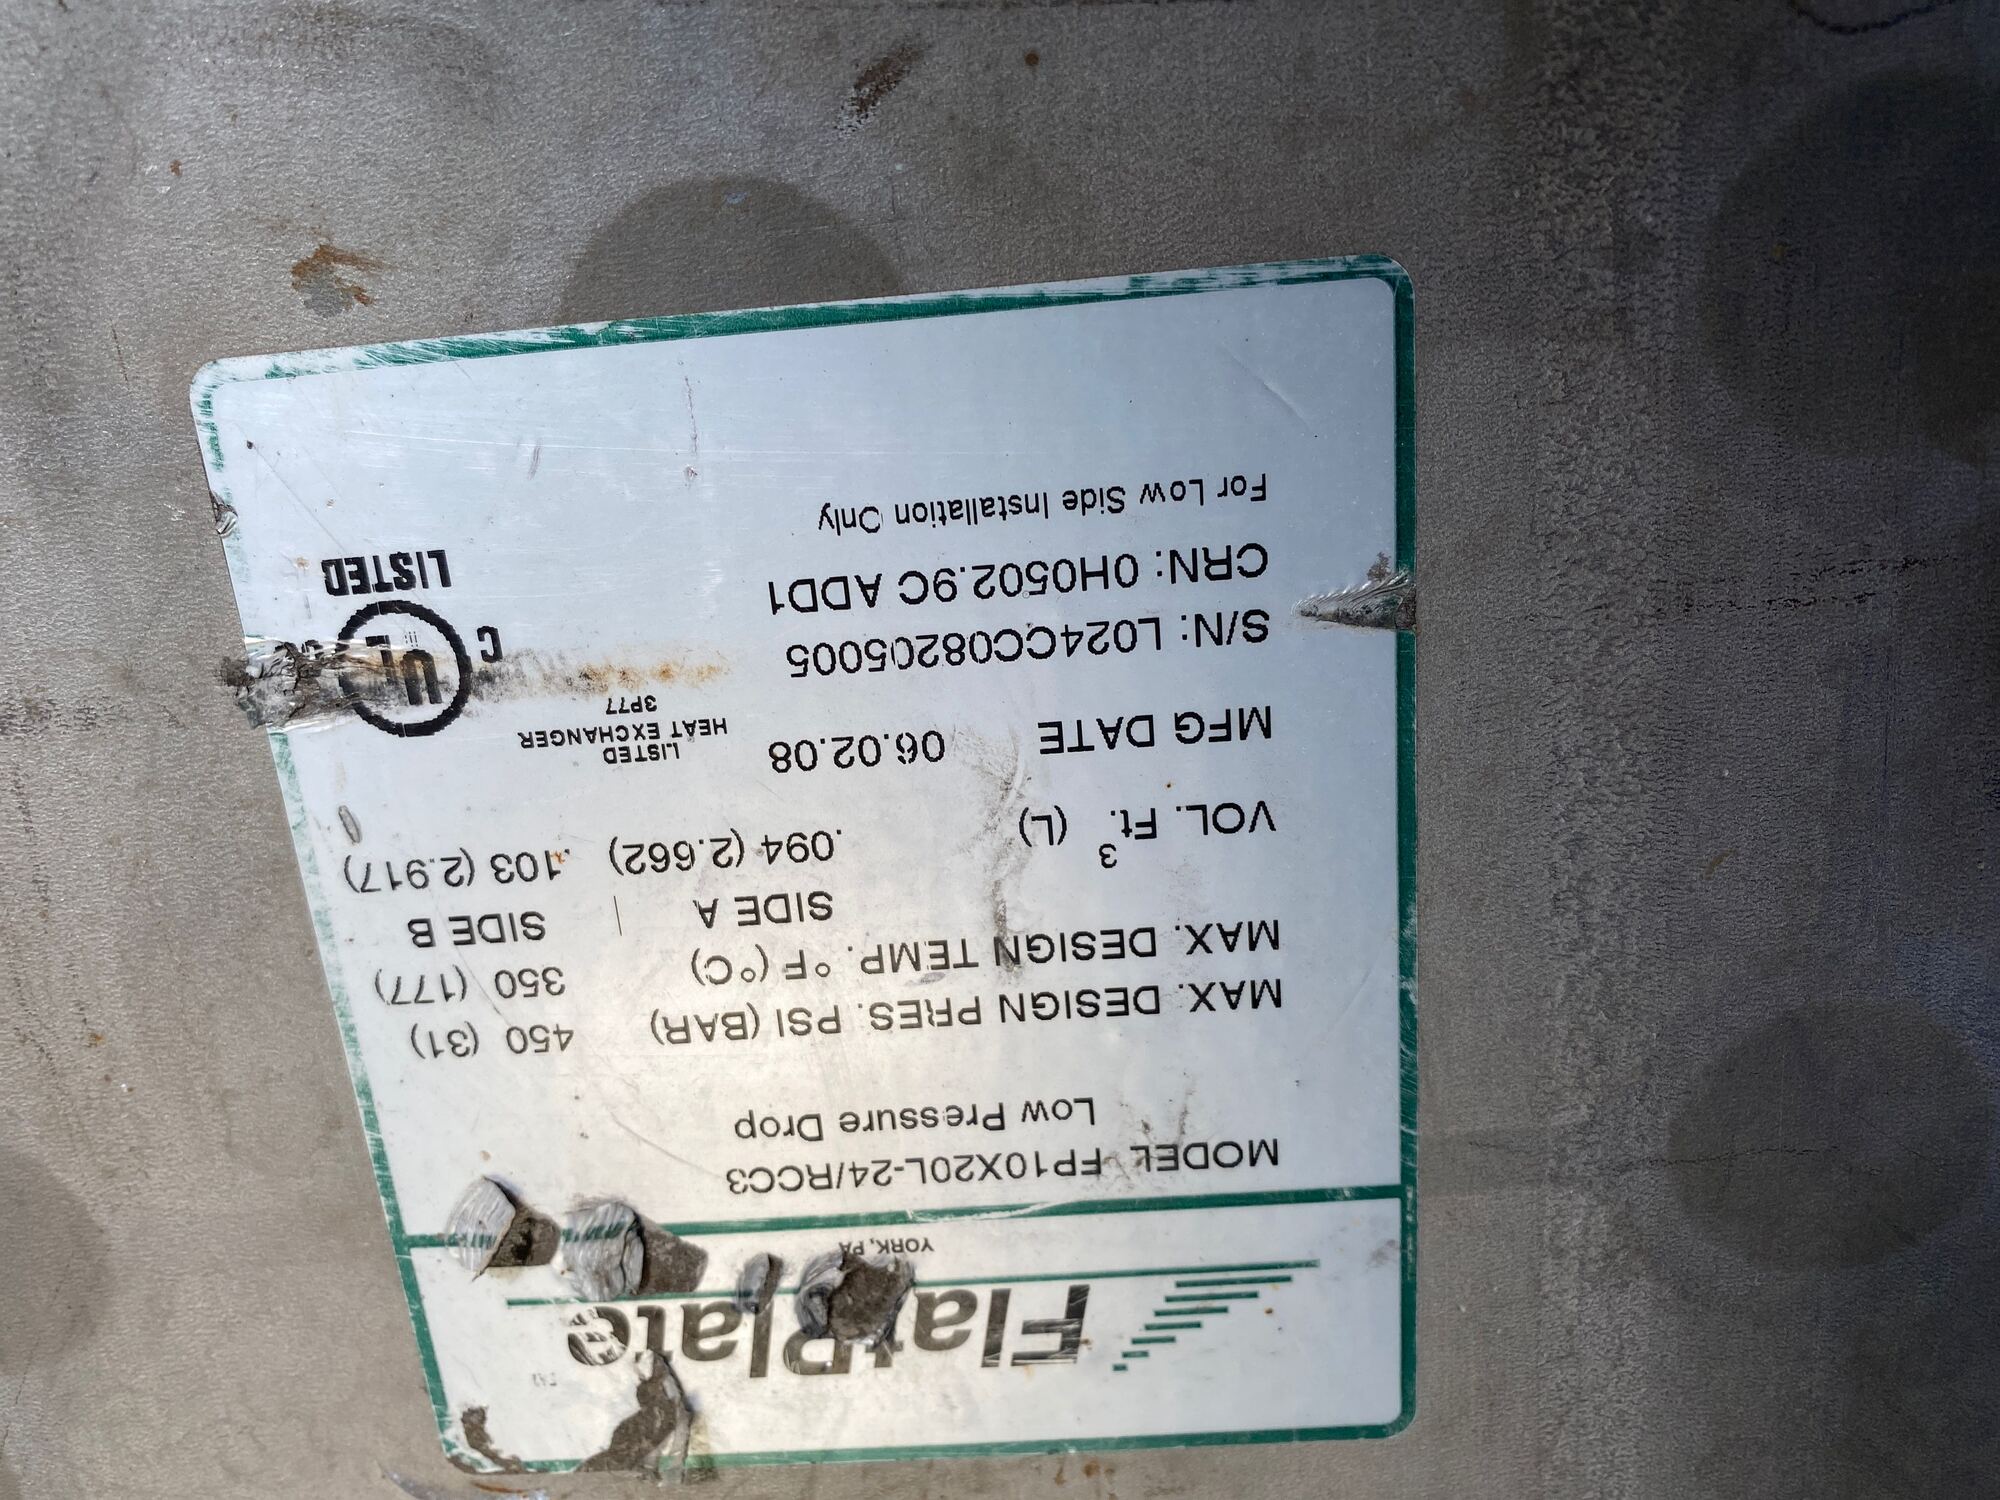 FlatPlate
YORK, PA
MODEL FP10X20L-24/RCC3
Low Pressure Drop
MAX. DESIGN PRES. PSI (BAR) 450 (31)
MAX. DESIGN TEMP. °F (°C) 350 (177)
SIDE A | SIDE B
VOL. Ft.³ (L) .094 (2.662) .103 (2.917)
MFG DATE 06.02.08
LISTED
HEAT EXCHANGER
3P77
S/N: L024CC08205005
CRN: 0H0502.9C ADD1
For Low Side Installation Only
C UL
LISTED